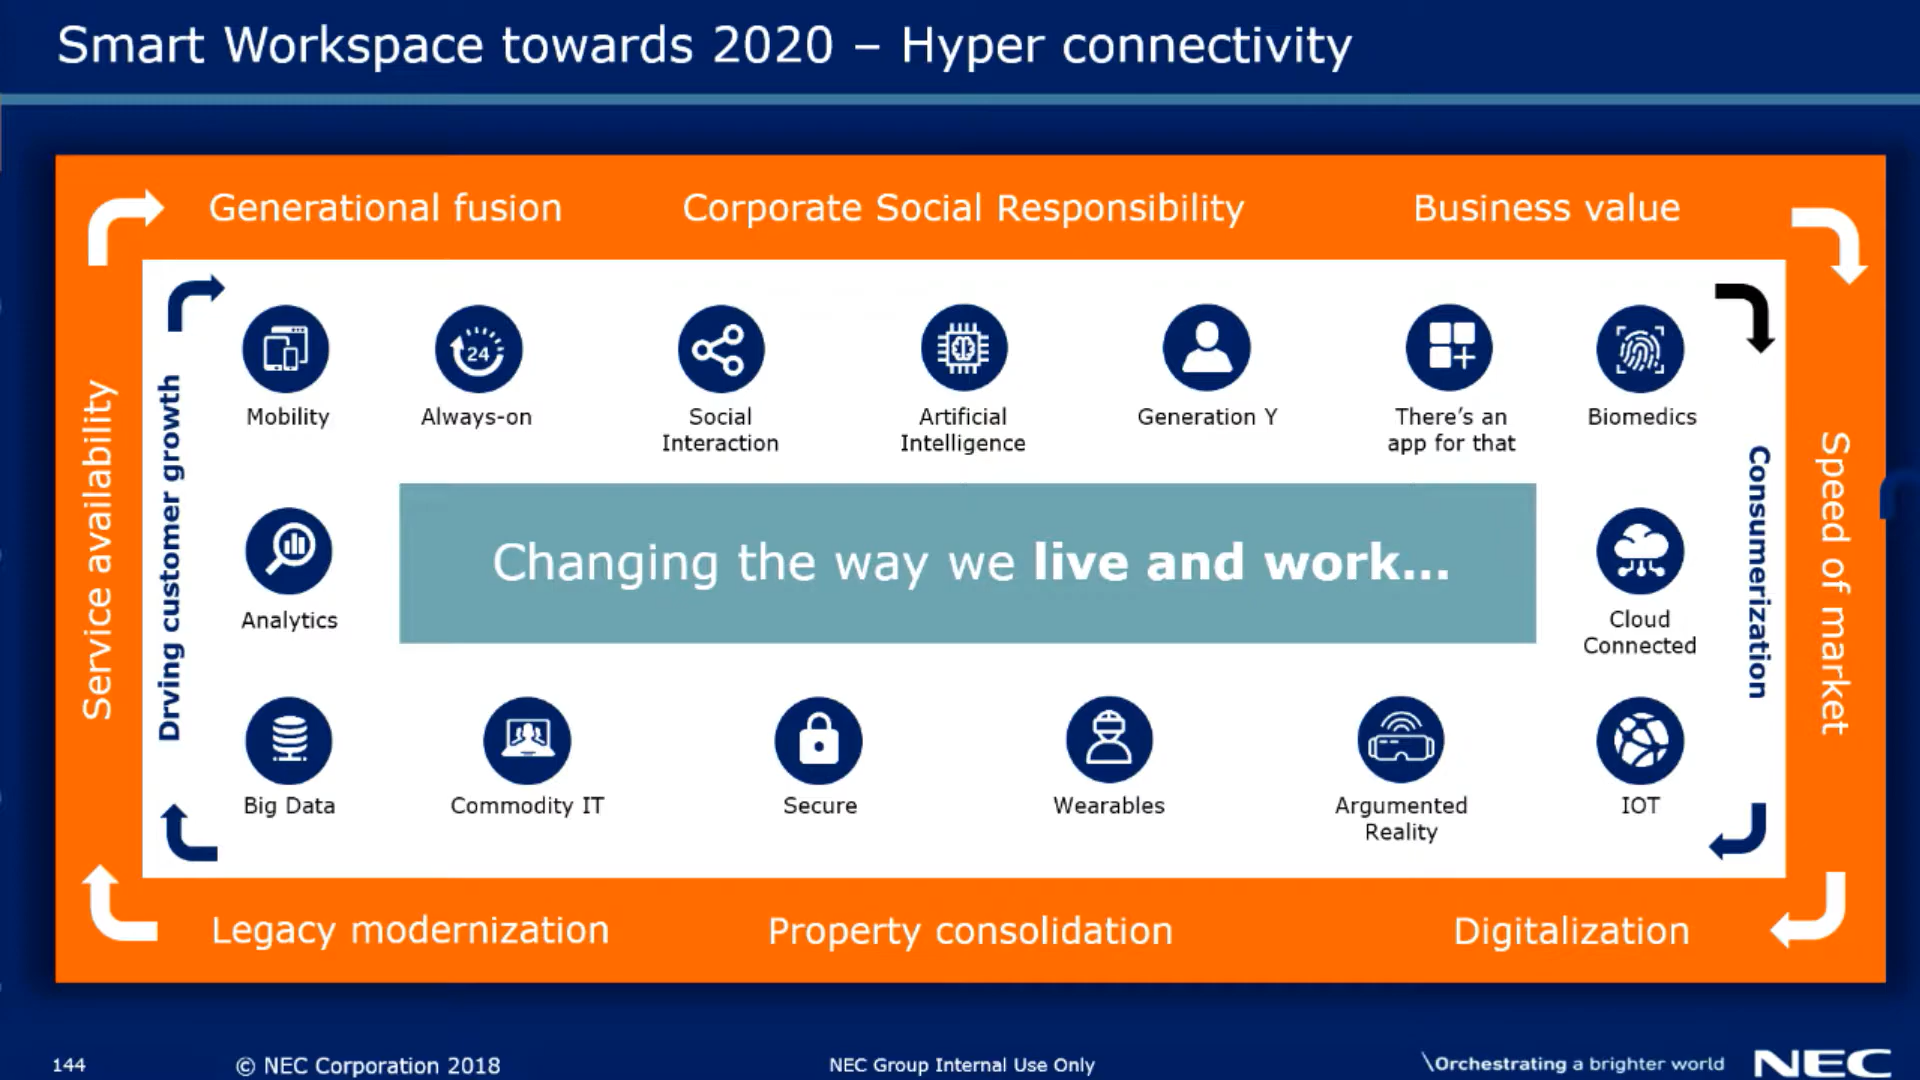 Smart Workspace towards 2020 – Hyper connectivity
Generational fusion
Corporate Social Responsibility
Business value
Service availability
Drving customer growth
Mobility
Always-on
Social
Interaction
Artificial
Intelligence
Generation Y
There's an
app for that
Biomedics
24
Analytics
Changing the way we live and work...
Cloud
Connected
Consumerization
Speed of market
Big Data
Commodity IT
Secure
Wearables
Argumented
Reality
IOT
Legacy modernization
Property consolidation
Digitalization
144
© NEC Corporation 2018
NEC Group Internal Use Only
\Orchestrating a brighter world
NEC